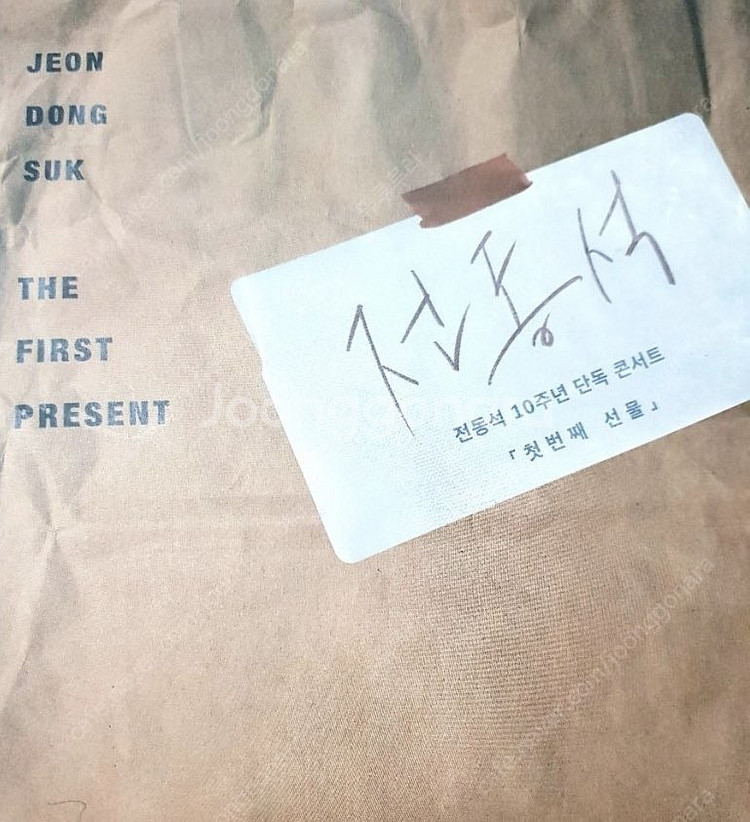 JEON
DONG
SUK
THE
FIRST
PRESENT
전동석
전동석 10주년 단독 콘서트
「첫번째 선물」
Joonggonara